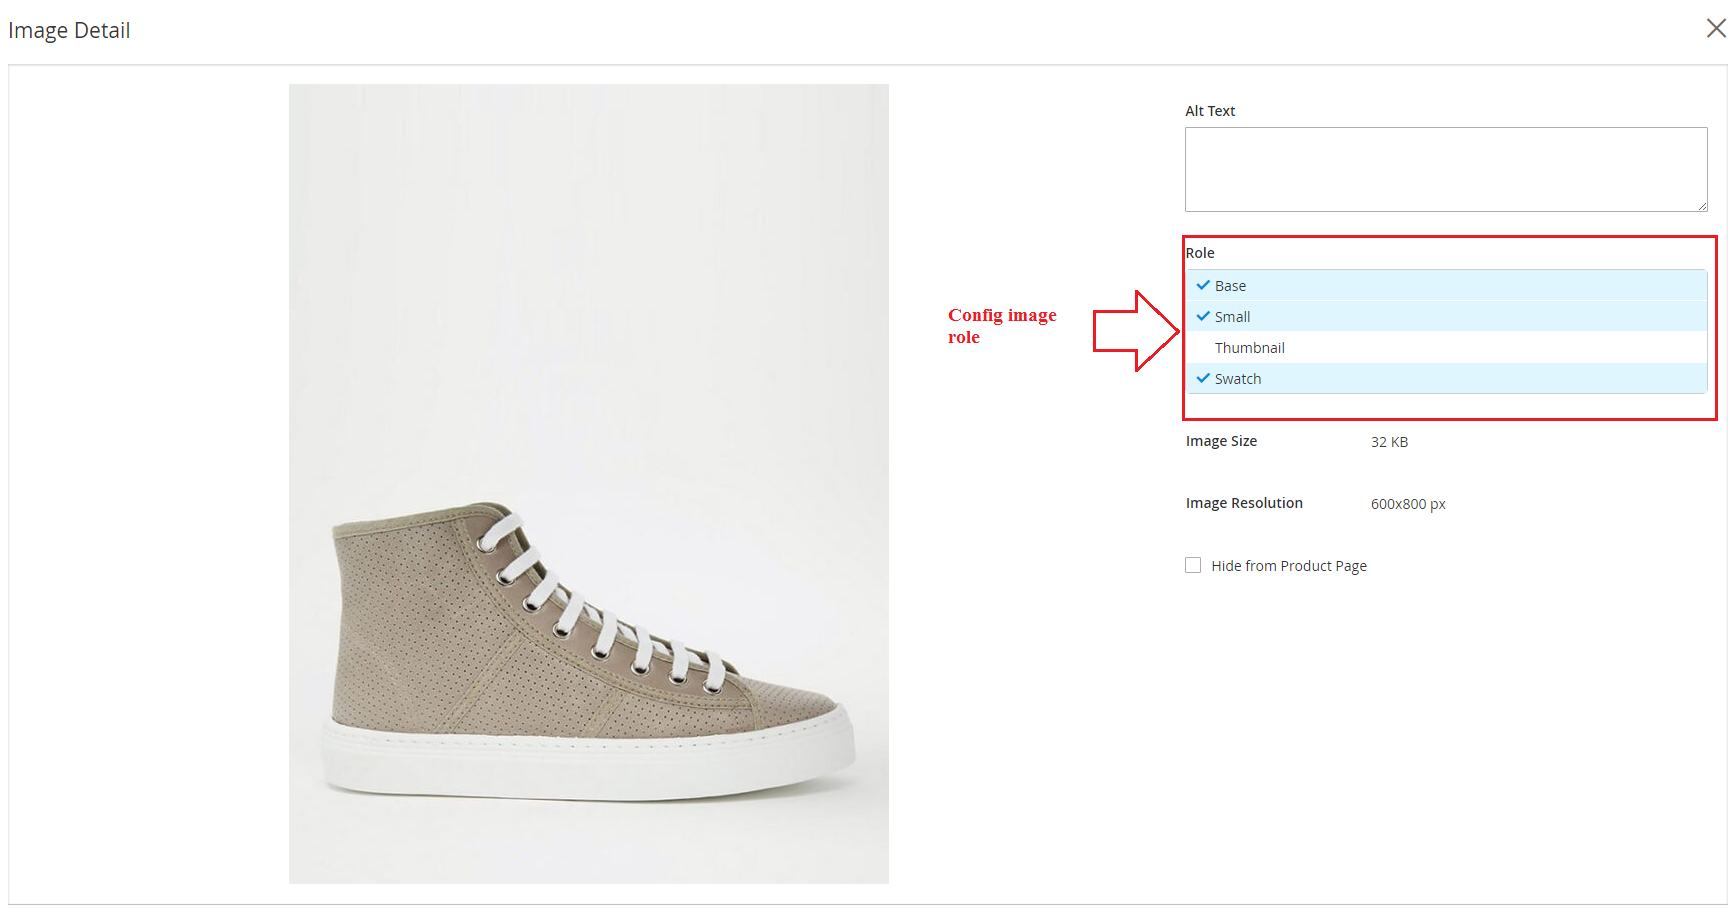 Image Detail
Alt Text
Role
Base
Small
Thumbnail
Swatch
Config image
role
Image Size 32 KB
Image Resolution 600x800 px
Hide from Product Page